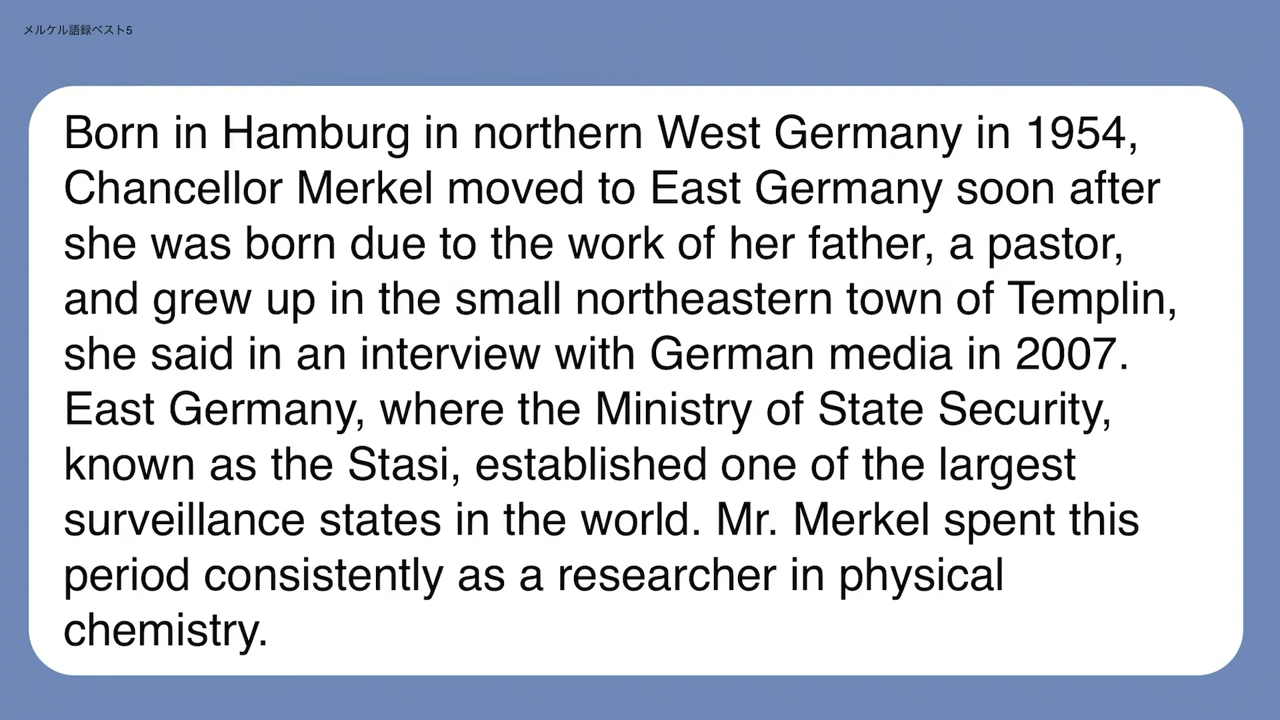 メルケル語録ベスト5
Born in Hamburg in northern West Germany in 1954,
Chancellor Merkel moved to East Germany soon after
she was born due to the work of her father, a pastor,
and grew up in the small northeastern town of Templin,
she said in an interview with German media in 2007.
East Germany, where the Ministry of State Security,
known as the Stasi, established one of the largest
surveillance states in the world. Mr. Merkel spent this
period consistently as a researcher in physical
chemistry.